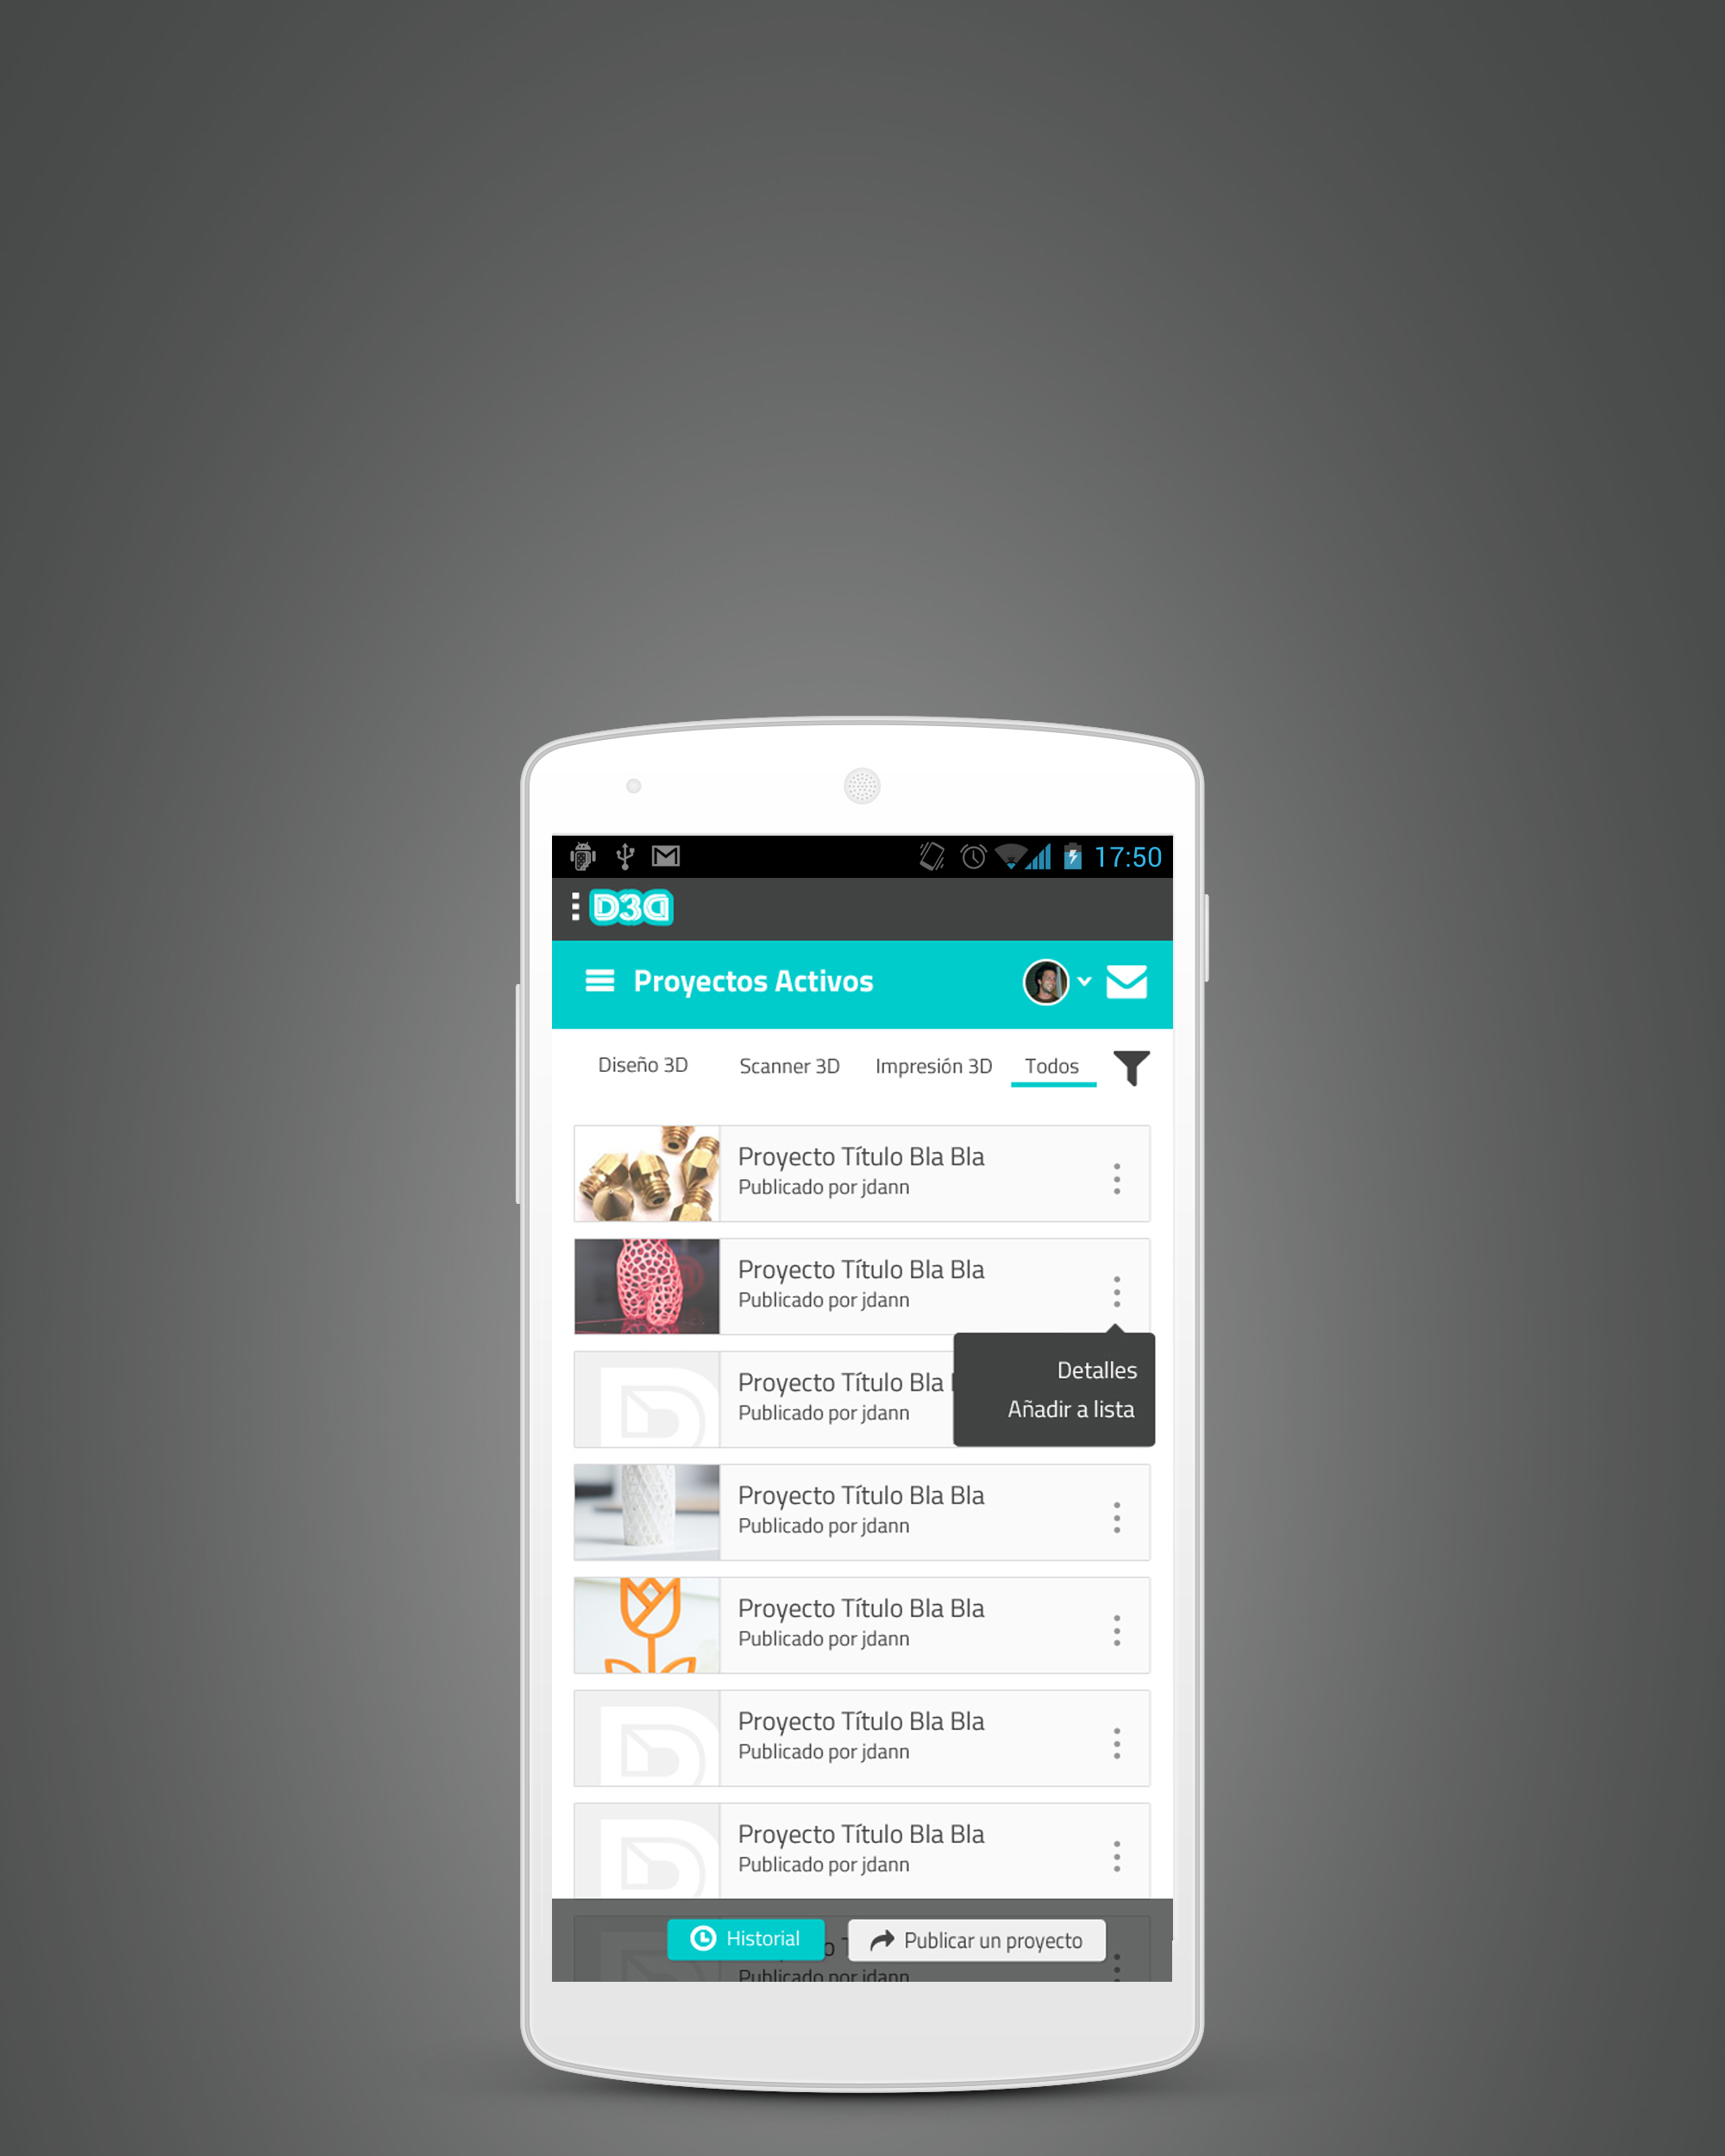 17:50
D3D
Proyectos Activos
Diseño 3D Scanner 3D Impresión 3D Todos
Proyecto Título Bla Bla
Publicado por jdann
Proyecto Título Bla Bla
Publicado por jdann
Detalles
Añadir a lista
Proyecto Título Bla
Publicado por jdann
Proyecto Título Bla Bla
Publicado por jdann
Proyecto Título Bla Bla
Publicado por jdann
Proyecto Título Bla Bla
Publicado por jdann
Proyecto Título Bla Bla
Publicado por jdann
Historial Publicar un proyecto
Publicado por jdann